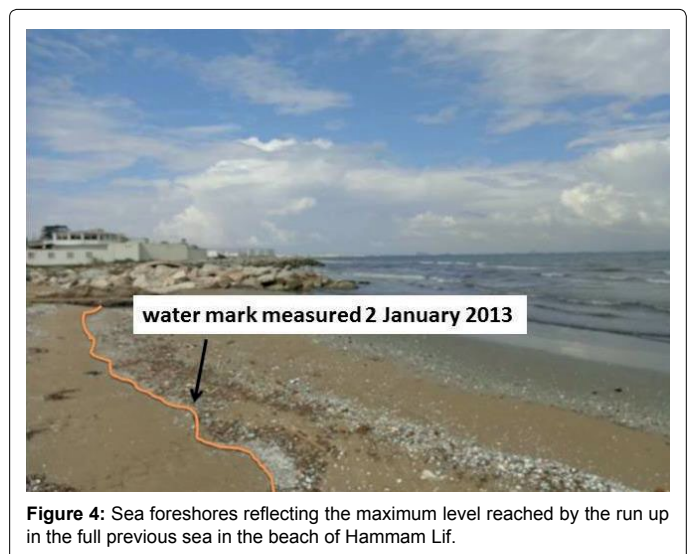 water mark measured 2 January 2013
Figure 4: Sea foreshores reflecting the maximum level reached by the run up
in the full previous sea in the beach of Hammam Lif.